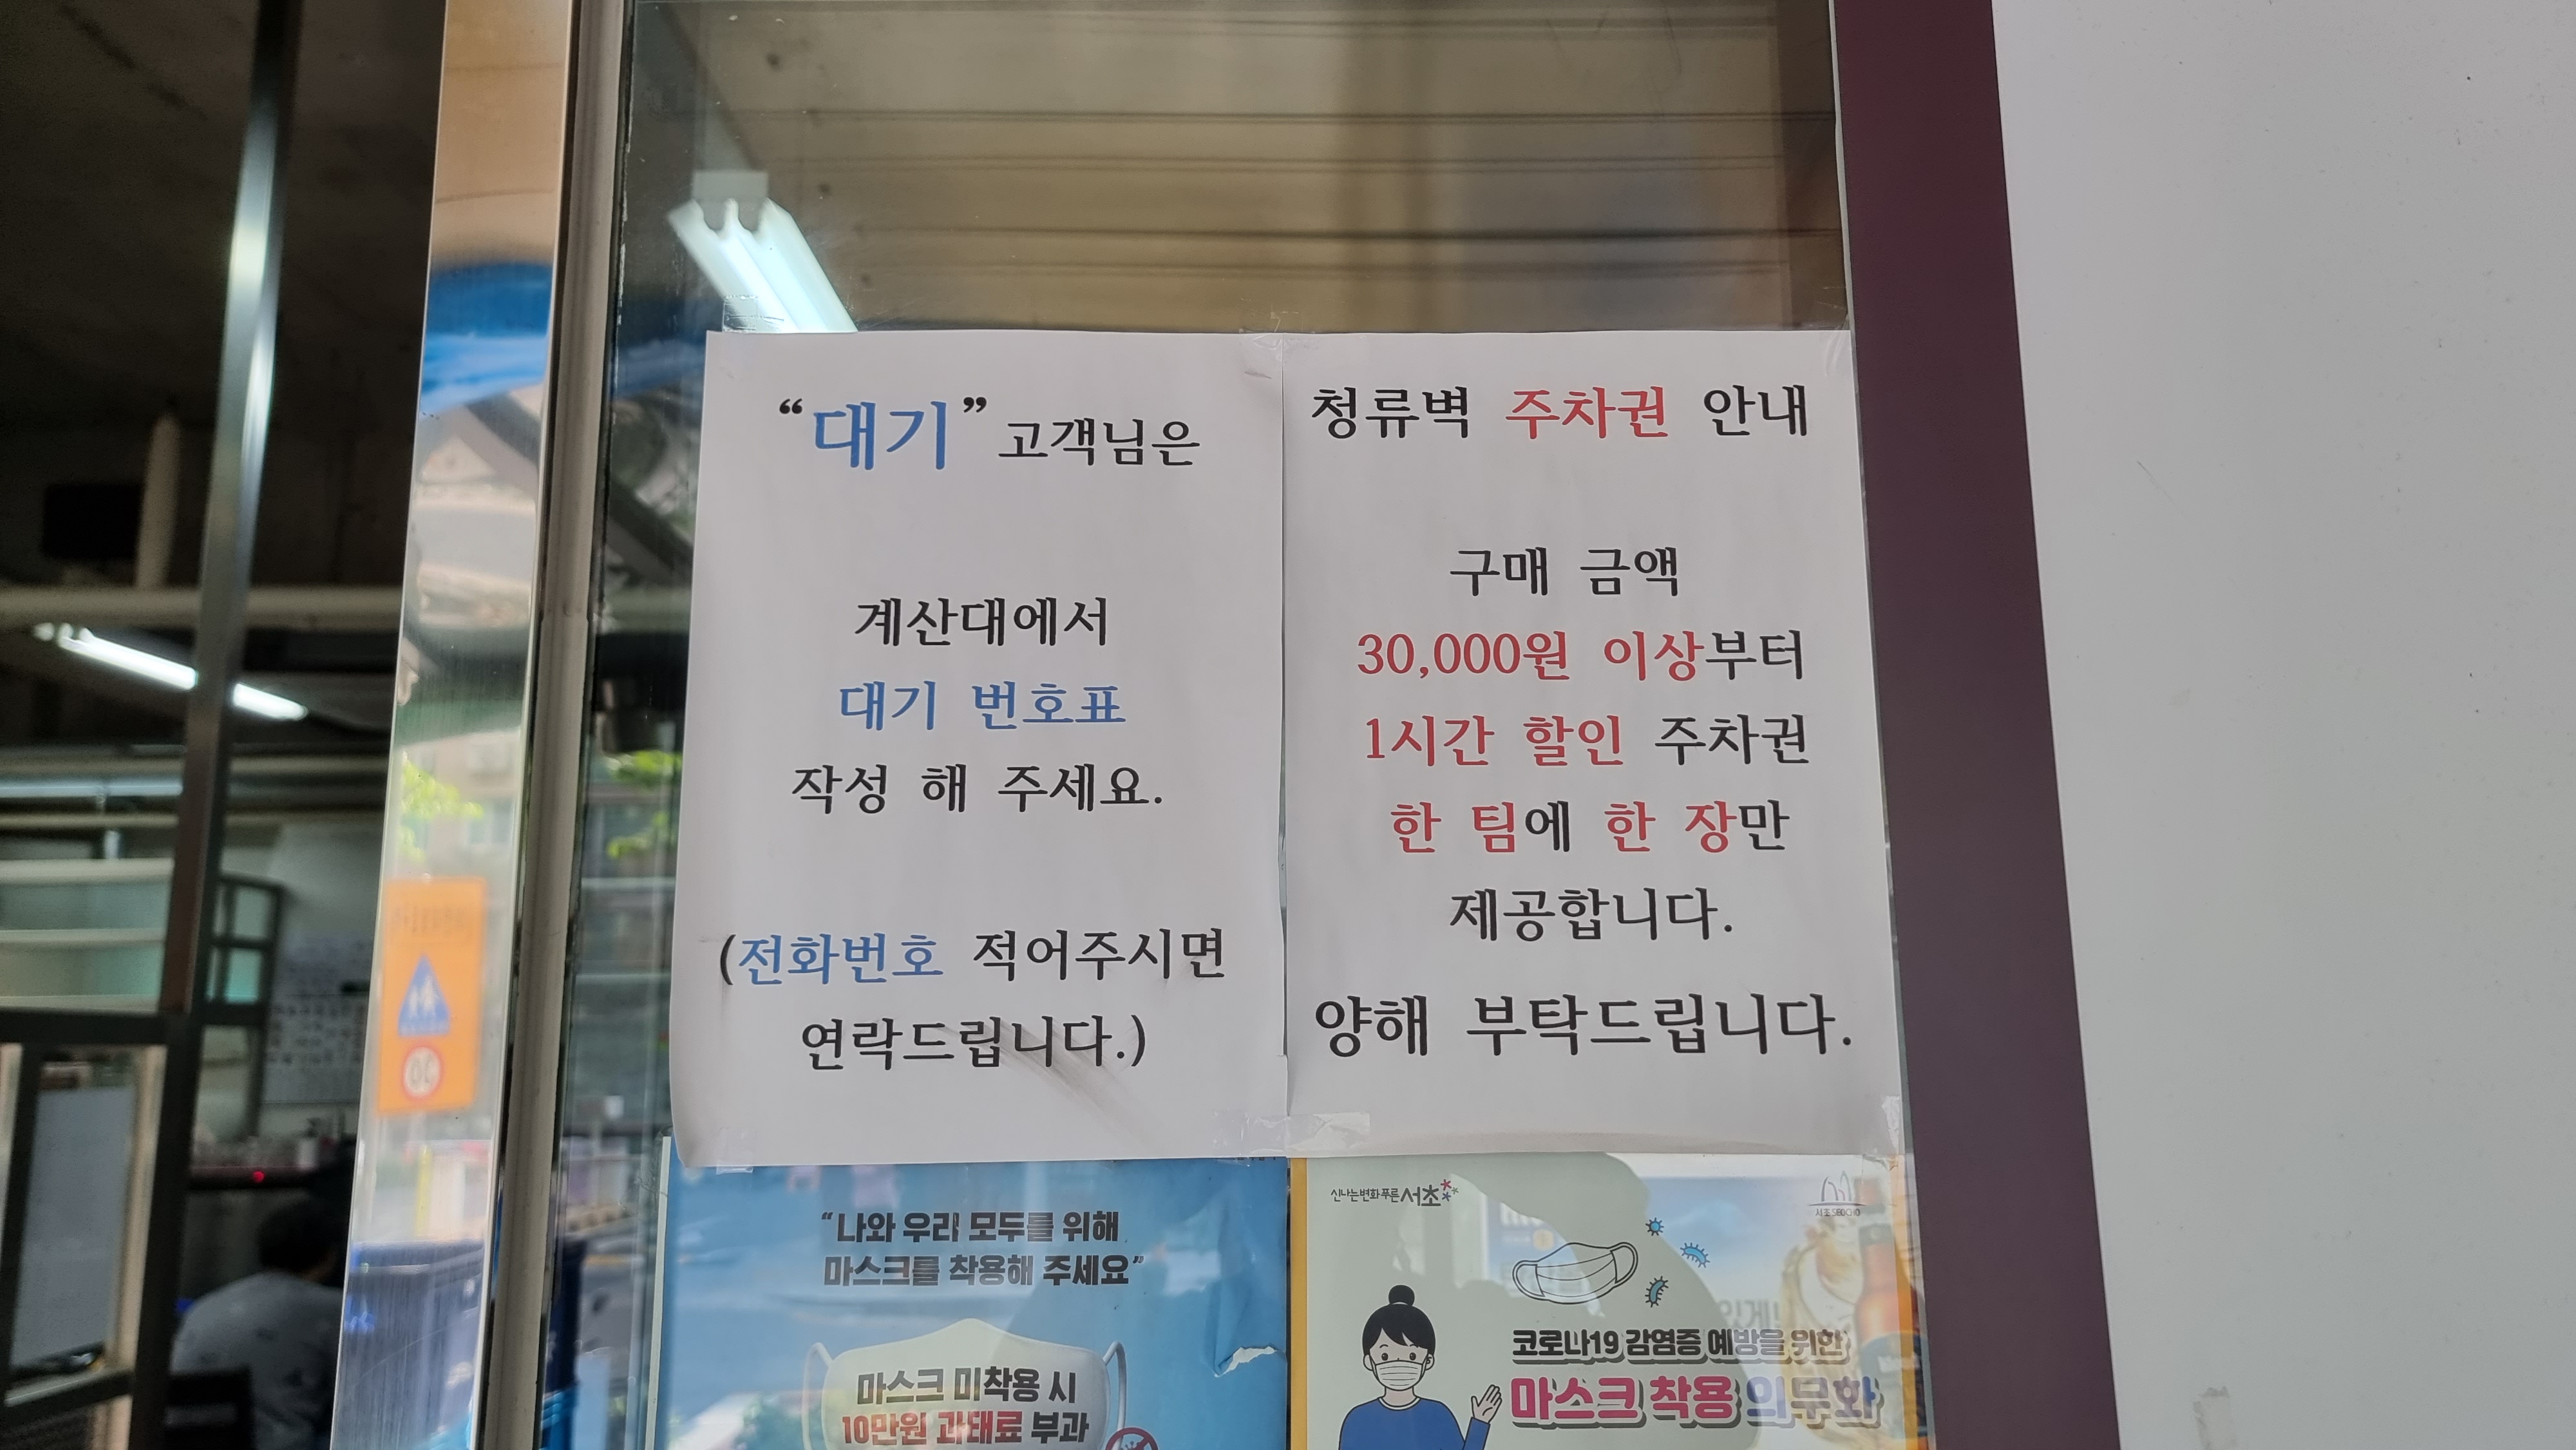 “대기” 고객님은
계산대에서
대기 번호표
작성 해 주세요.
(전화번호 적어주시면
연락드립니다.)
청류벽 주차권 안내
구매 금액
30,000원 이상부터
1시간 할인 주차권
한 팀에 한 장만
제공합니다.
양해 부탁드립니다.
“나와 우리 모두를 위해
마스크를 착용해 주세요”
마스크 미착용 시
10만원 과태료 부과
신나는 변화 푸른 서초
서초 SEOCHO
코로나19 감염증 예방을 위한
마스크 착용 의무화